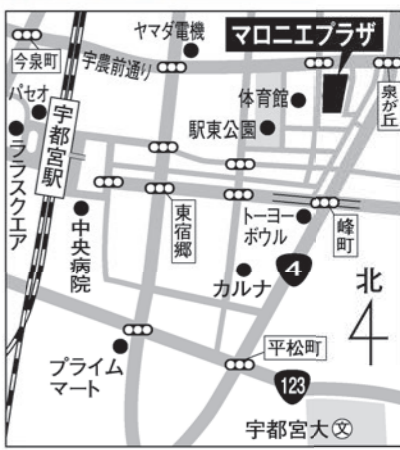 ヤマダ電機
マロニエプラザ
今泉町
宇農前通り
泉が丘
体育館
パセオ
駅東公園
宇都宮駅
ララスクエア
東宿郷
トーヨー
ボウル
峰町
中央病院
カルナ
4
北
プライム
マート
平松町
123
宇都宮大
文